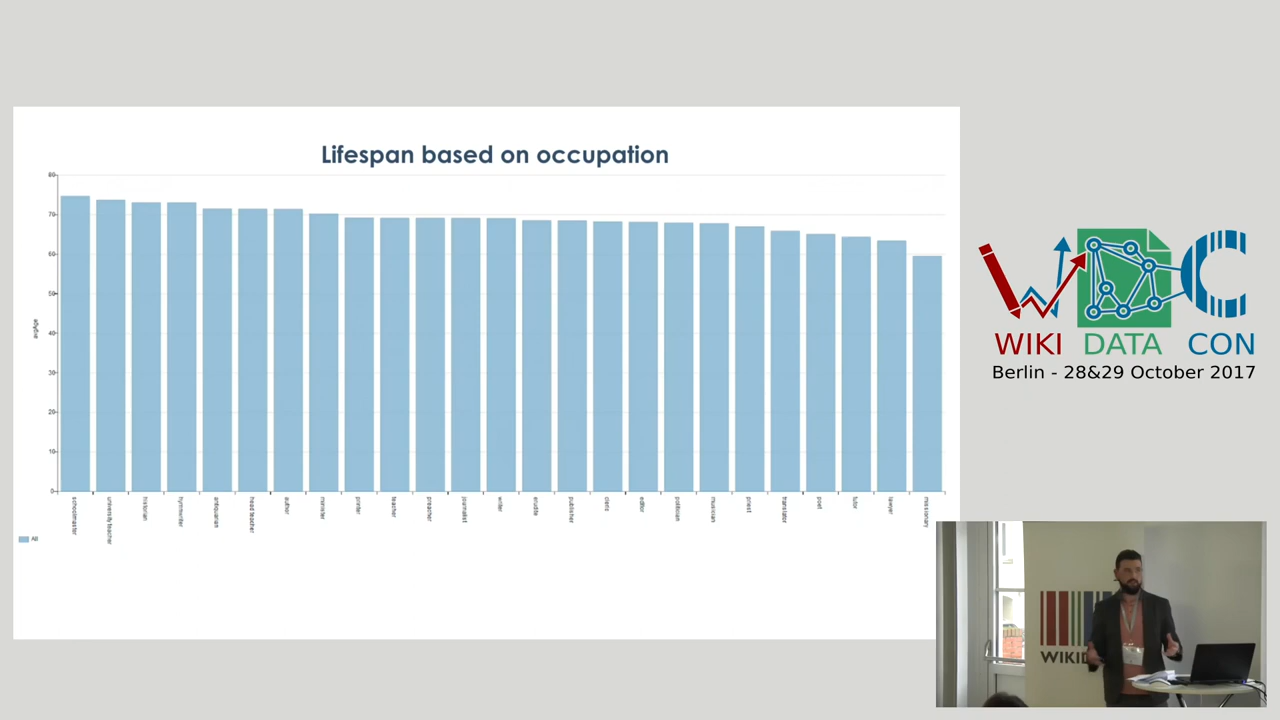 Lifespan based on occupation
80
70
60
50
40
30
20
10
0
avgAge
schoolmaster
university teacher
historian
hymnwriter
antiquarian
head teacher
author
minister
printer
teacher
preacher
journalist
writer
erudite
publisher
cleric
editor
politician
musician
priest
translator
poet
tutor
lawyer
missionary
All
WIKI DATA CON
Berlin - 28&29 October 2017